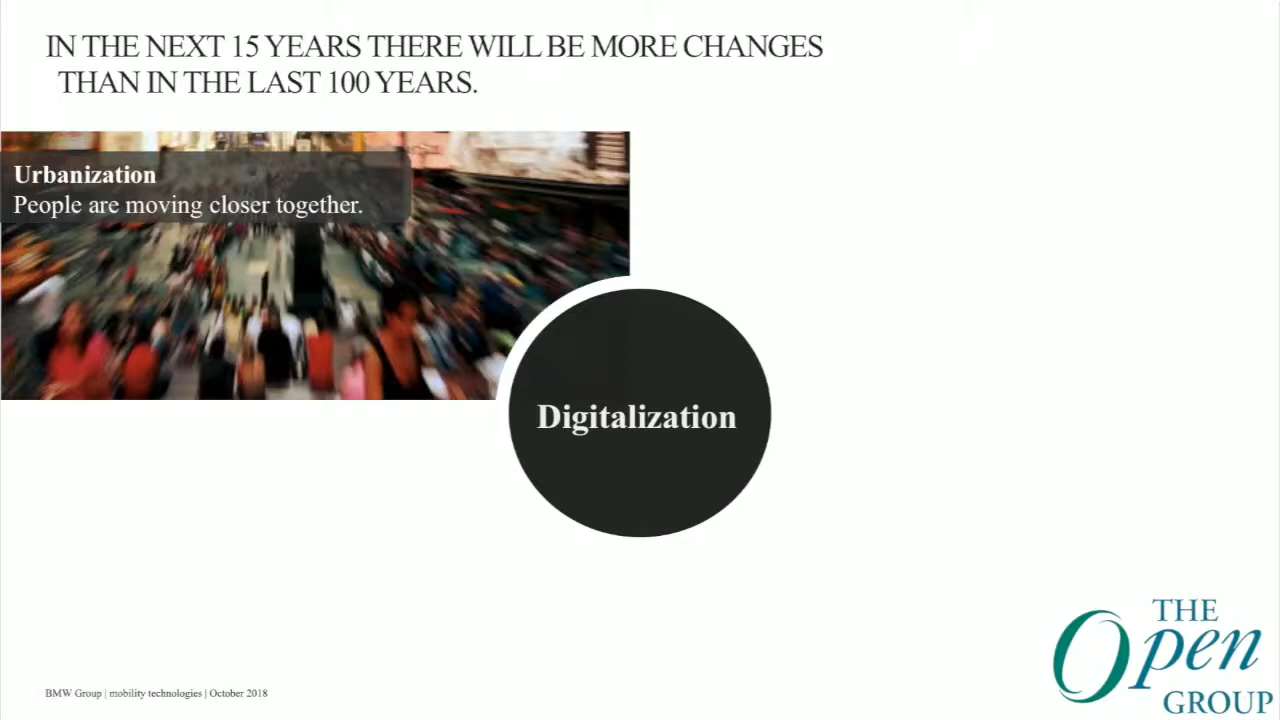 IN THE NEXT 15 YEARS THERE WILL BE MORE CHANGES
THAN IN THE LAST 100 YEARS.
Urbanization
People are moving closer together.
Digitalization
THE
Open
GROUP
BMW Group | mobility technologies | October 2018